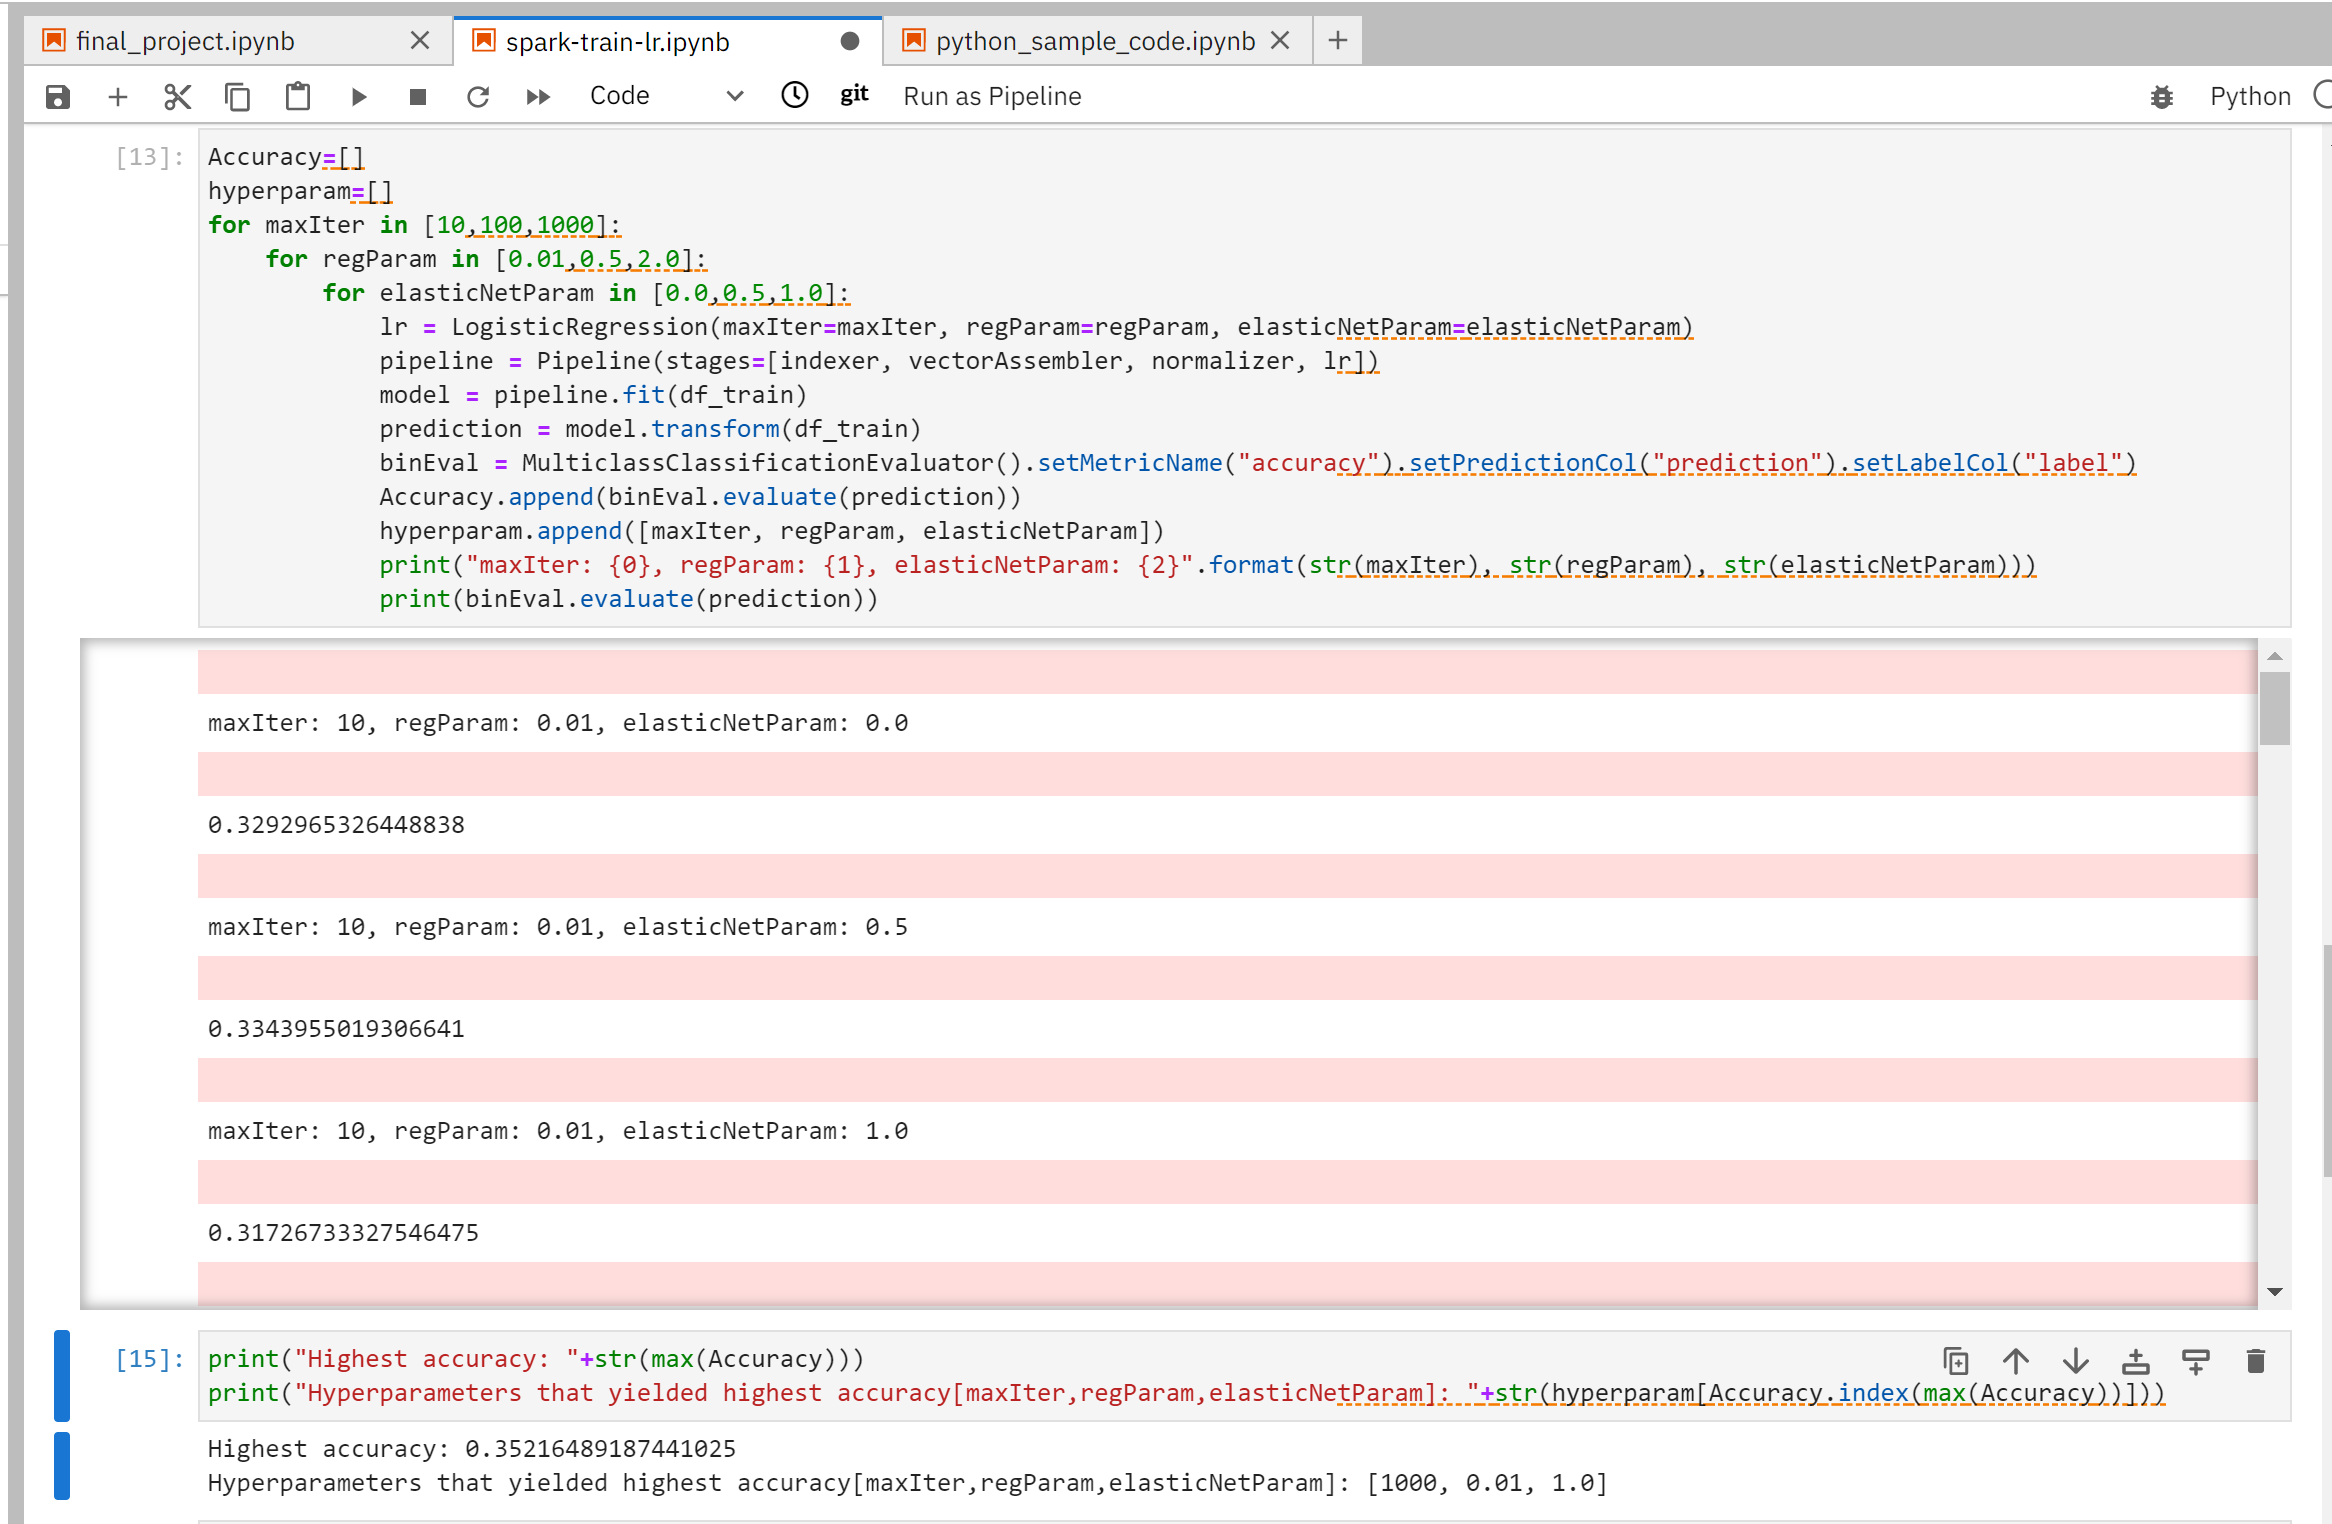 final_project.ipynb
spark-train-lr.ipynb
python_sample_code.ipynb
Code
git
Run as Pipeline
Python
[13]:
Accuracy=[]
hyperparam=[]
for maxIter in [10,100,1000]:
    for regParam in [0.01,0.5,2.0]:
        for elasticNetParam in [0.0,0.5,1.0]:
            lr = LogisticRegression(maxIter=maxIter, regParam=regParam, elasticNetParam=elasticNetParam)
            pipeline = Pipeline(stages=[indexer, vectorAssembler, normalizer, lr])
            model = pipeline.fit(df_train)
            prediction = model.transform(df_train)
            binEval = MulticlassClassificationEvaluator().setMetricName("accuracy").setPredictionCol("prediction").setLabelCol("label")
            Accuracy.append(binEval.evaluate(prediction))
            hyperparam.append([maxIter, regParam, elasticNetParam])
            print("maxIter: {0}, regParam: {1}, elasticNetParam: {2}".format(str(maxIter), str(regParam), str(elasticNetParam)))
            print(binEval.evaluate(prediction))
maxIter: 10, regParam: 0.01, elasticNetParam: 0.0
0.3292965326448838
maxIter: 10, regParam: 0.01, elasticNetParam: 0.5
0.3343955019306641
maxIter: 10, regParam: 0.01, elasticNetParam: 1.0
0.31726733327546475
[15]:
print("Highest accuracy: "+str(max(Accuracy)))
print("Hyperparameters that yielded highest accuracy[maxIter,regParam,elasticNetParam]: "+str(hyperparam[Accuracy.index(max(Accuracy))]))
Highest accuracy: 0.35216489187441025
Hyperparameters that yielded highest accuracy[maxIter,regParam,elasticNetParam]: [1000, 0.01, 1.0]